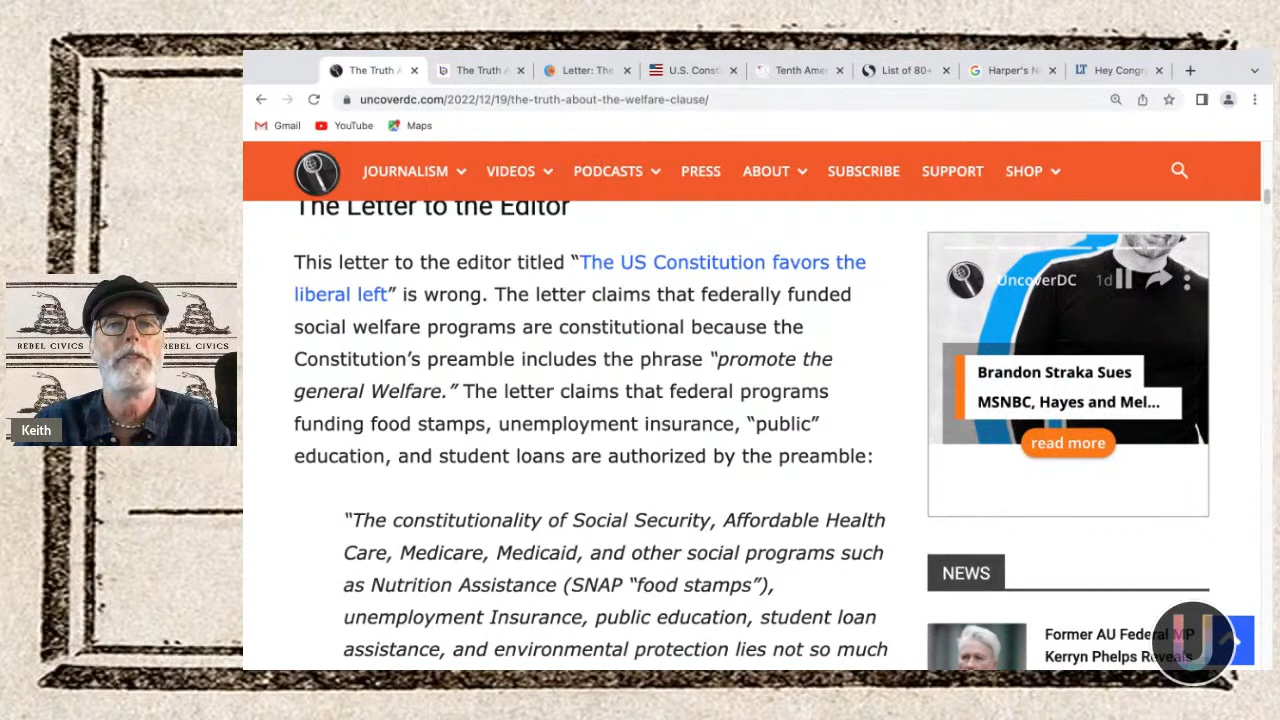 The Truth A
The Truth A
Letter: The
U.S. Const
Tenth Amer
List of 80+
Harper's Ne
Hey Congr
uncoverdc.com/2022/12/19/the-truth-about-the-welfare-clause/
Gmail
YouTube
Maps
JOURNALISM
VIDEOS
PODCASTS
PRESS
ABOUT
SUBSCRIBE
SUPPORT
SHOP
The Letter to the Editor
This letter to the editor titled “The US Constitution favors the
liberal left” is wrong. The letter claims that federally funded
social welfare programs are constitutional because the
Constitution’s preamble includes the phrase “promote the
general Welfare.” The letter claims that federal programs
funding food stamps, unemployment insurance, “public”
education, and student loans are authorized by the preamble:
“The constitutionality of Social Security, Affordable Health
Care, Medicare, Medicaid, and other social programs such
as Nutrition Assistance (SNAP “food stamps”),
unemployment Insurance, public education, student loan
assistance, and environmental protection lies not so much
UncoverDC 1d
Brandon Straka Sues
MSNBC, Hayes and Mel...
read more
NEWS
Former AU Federal MP
Kerryn Phelps Reveals
REBEL CIVICS
REBEL CIVICS
Keith
U